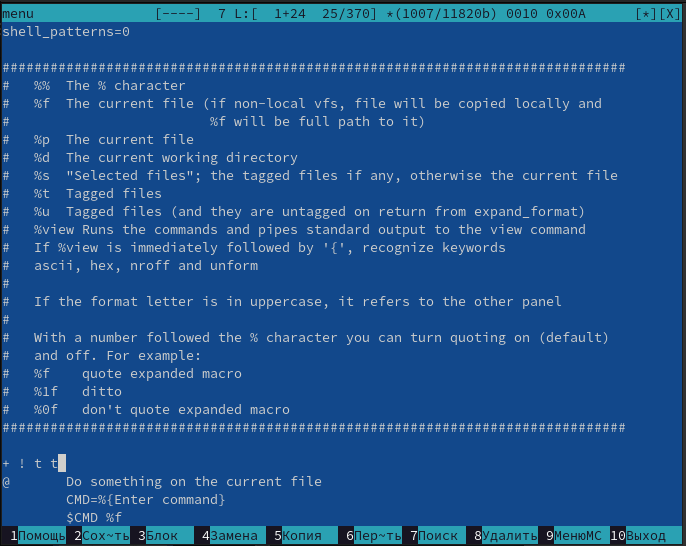 menu [----] 7 L:[ 1+24 25/370] *(1007/11820b) 0010 0x00A [*][X]
shell_patterns=0
##############################################################################
# %% The % character
# %f The current file (if non-local vfs, file will be copied locally and
# %f will be full path to it)
# %p The current file
# %d The current working directory
# %s "Selected files"; the tagged files if any, otherwise the current file
# %t Tagged files
# %u Tagged files (and they are untagged on return from expand_format)
# %view Runs the commands and pipes standard output to the view command
# If %view is immediately followed by '{', recognize keywords
# ascii, hex, nroff and unform
#
# If the format letter is in uppercase, it refers to the other panel
#
# With a number followed the % character you can turn quoting on (default)
# and off. For example:
# %f quote expanded macro
# %1f ditto
# %0f don't quote expanded macro
##############################################################################
+ ! t t
@ Do something on the current file
CMD=%{Enter command}
$CMD %f
1Помощь 2Сох~ть 3Блок 4Замена 5Копия 6Пер~ть 7Поиск 8Удалить 9МенюMC 10Выход